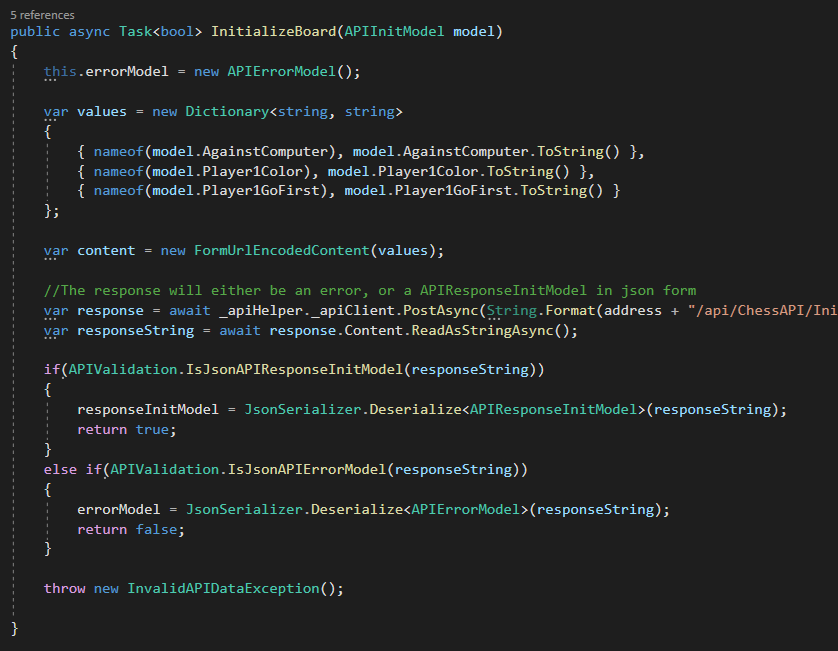 5 references
public async Task<bool> InitializeBoard(APIInitModel model)
{
this.errorModel = new APIErrorModel();
var values = new Dictionary<string, string>
{
{ nameof(model.AgainstComputer), model.AgainstComputer.ToString() },
{ nameof(model.Player1Color), model.Player1Color.ToString() },
{ nameof(model.Player1GoFirst), model.Player1GoFirst.ToString() }
};
var content = new FormUrlEncodedContent(values);
//The response will either be an error, or a APIResponseInitModel in json form
var response = await _apiHelper._apiClient.PostAsync(String.Format(address + "/api/ChessAPI/Ini
var responseString = await response.Content.ReadAsStringAsync();
if(APIValidation.IsJsonAPIResponseInitModel(responseString))
{
responseInitModel = JsonSerializer.Deserialize<APIResponseInitModel>(responseString);
return true;
}
else if(APIValidation.IsJsonAPIErrorModel(responseString))
{
errorModel = JsonSerializer.Deserialize<APIErrorModel>(responseString);
return false;
}
throw new InvalidAPIDataException();
}